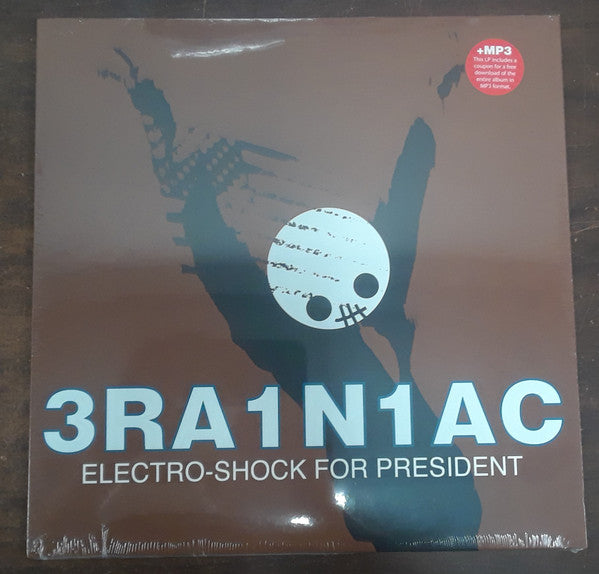 +MP3
This LP includes a
coupon for a free
download of the
entire album in
MP3 format.
3RA1N1AC
ELECTRO-SHOCK FOR PRESIDENT